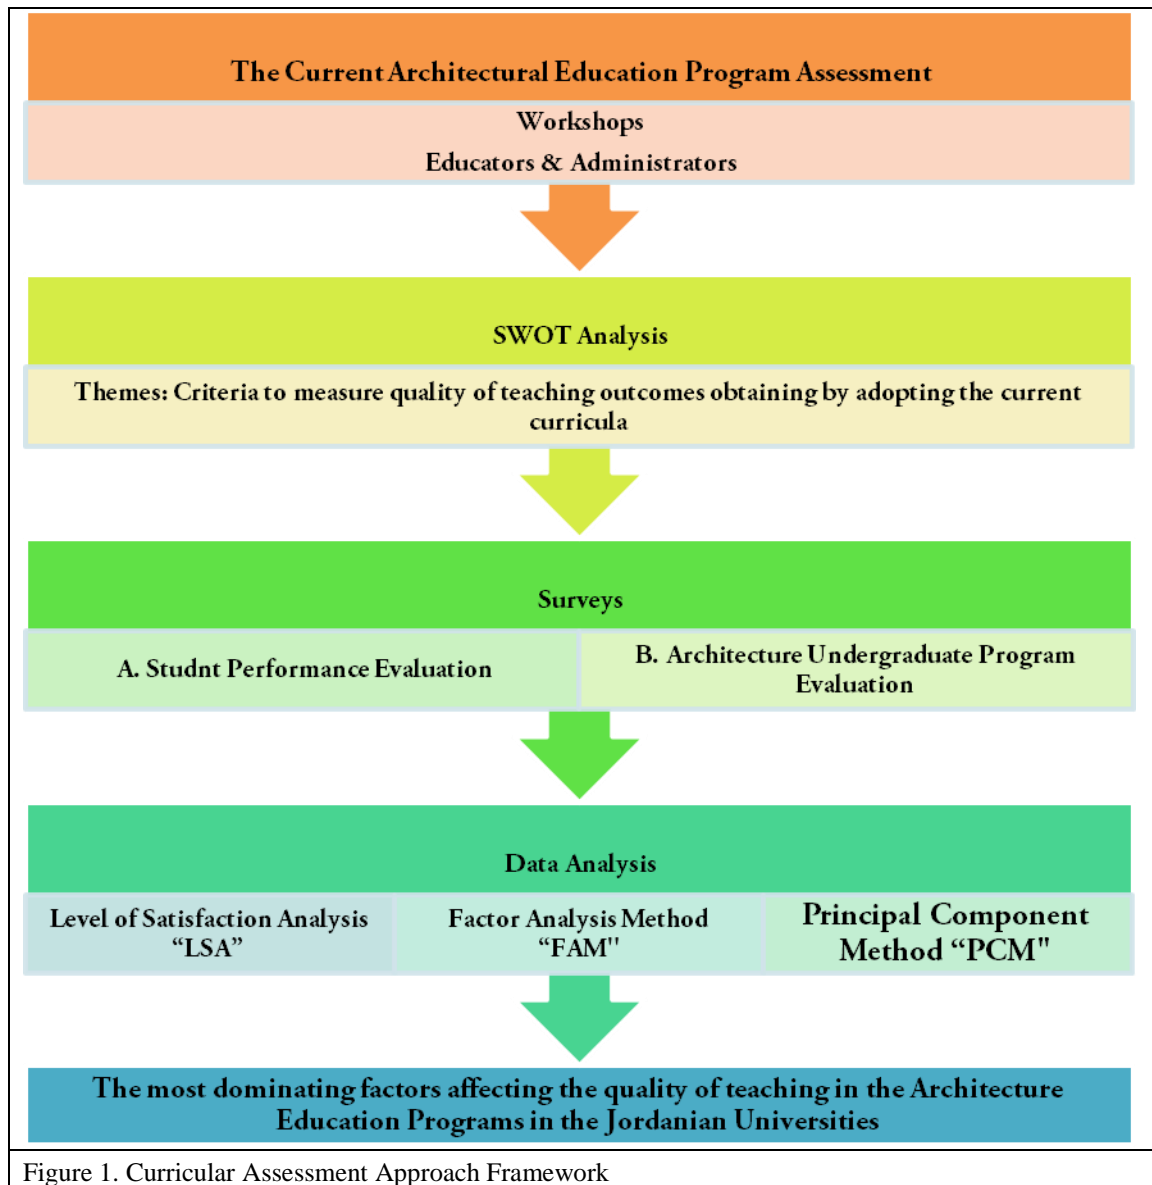 The Current Architectural Education Program Assessment
Workshops
Educators & Administrators
SWOT Analysis
Themes: Criteria to measure quality of teaching outcomes obtaining by adopting the current
curricula
Surveys
A. Studnt Performance Evaluation
B. Architecture Undergraduate Program
Evaluation
Data Analysis
Level of Satisfaction Analysis
“LSA”
Factor Analysis Method
“FAM"
Principal Component
Method “PCM"
The most dominating factors affecting the quality of teaching in the Architecture
Education Programs in the Jordanian Universities
Figure 1. Curricular Assessment Approach Framework